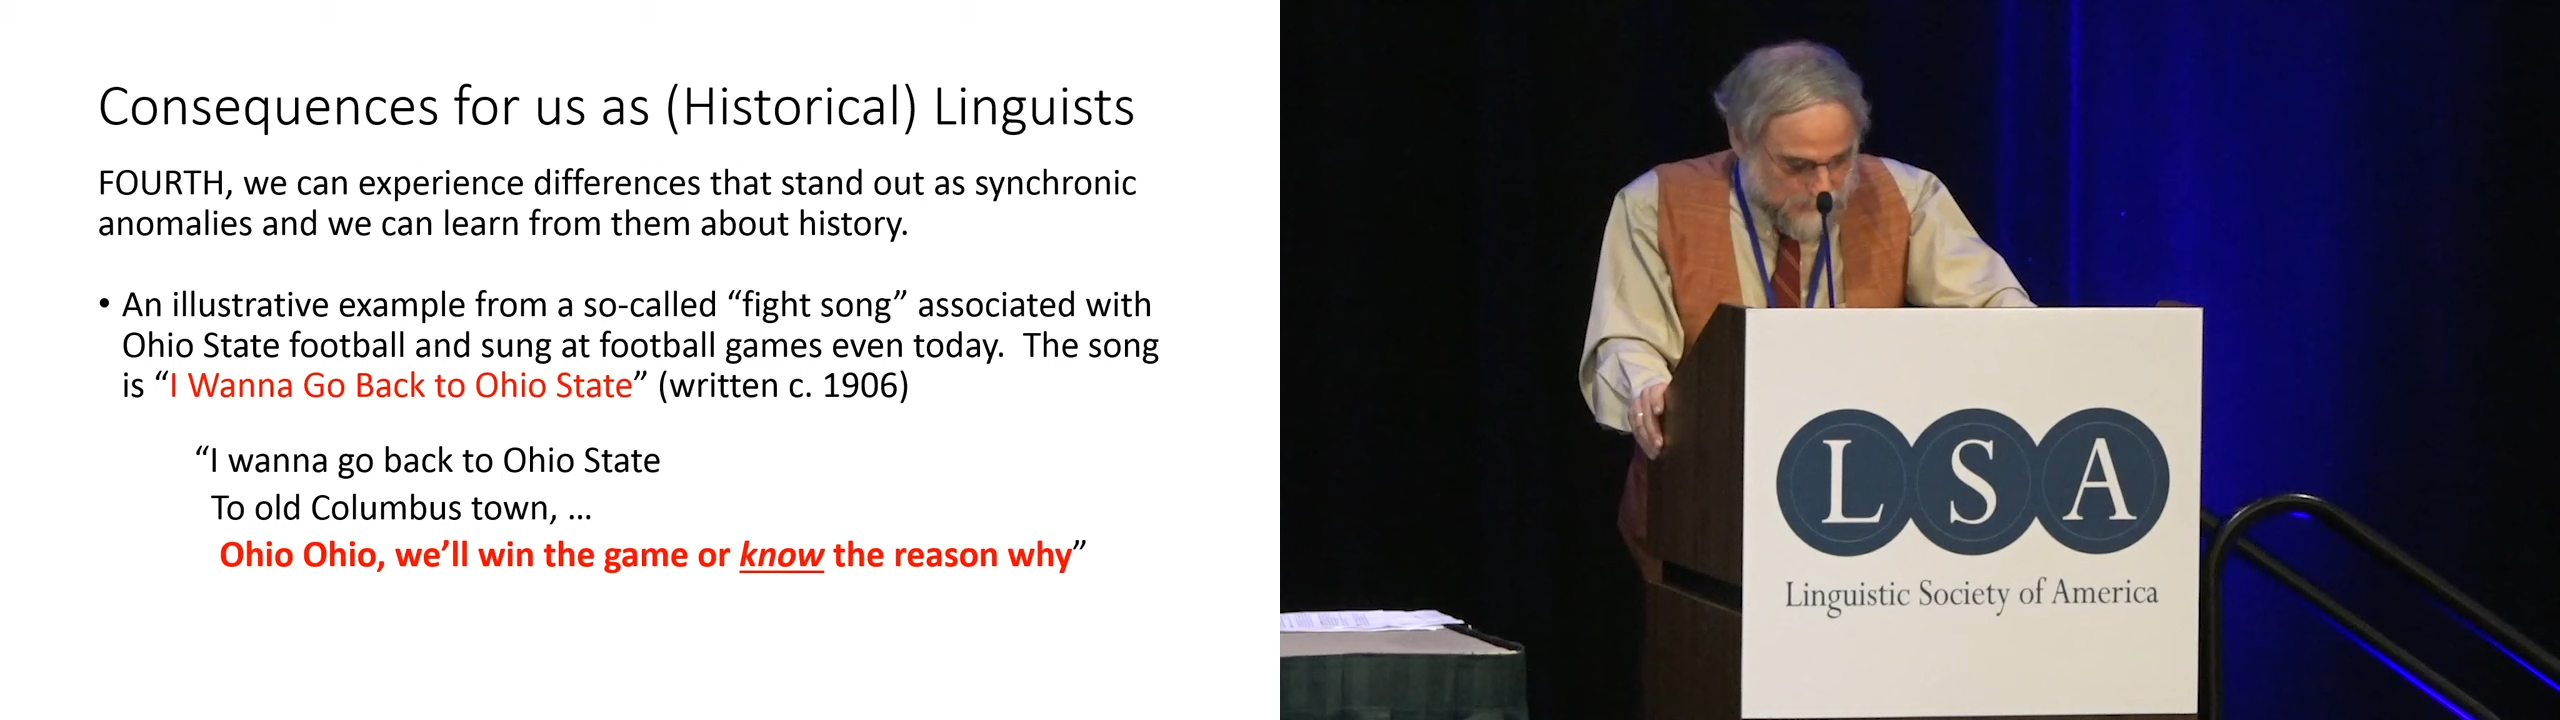 Consequences for us as (Historical) Linguists
FOURTH, we can experience differences that stand out as synchronic
anomalies and we can learn from them about history.
• An illustrative example from a so-called “fight song” associated with
Ohio State football and sung at football games even today.  The song
is “I Wanna Go Back to Ohio State” (written c. 1906)
“I wanna go back to Ohio State
To old Columbus town, …
Ohio Ohio, we’ll win the game or know the reason why”
L S A
Linguistic Society of America